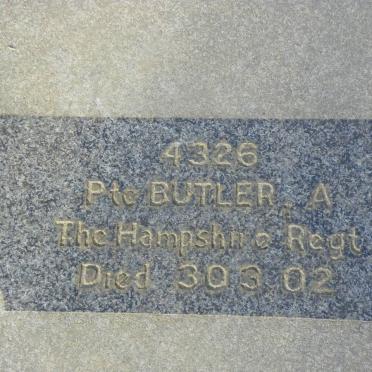 4326
Pte BUTLER, A
The Hampshire Regt
Died 30 3 02